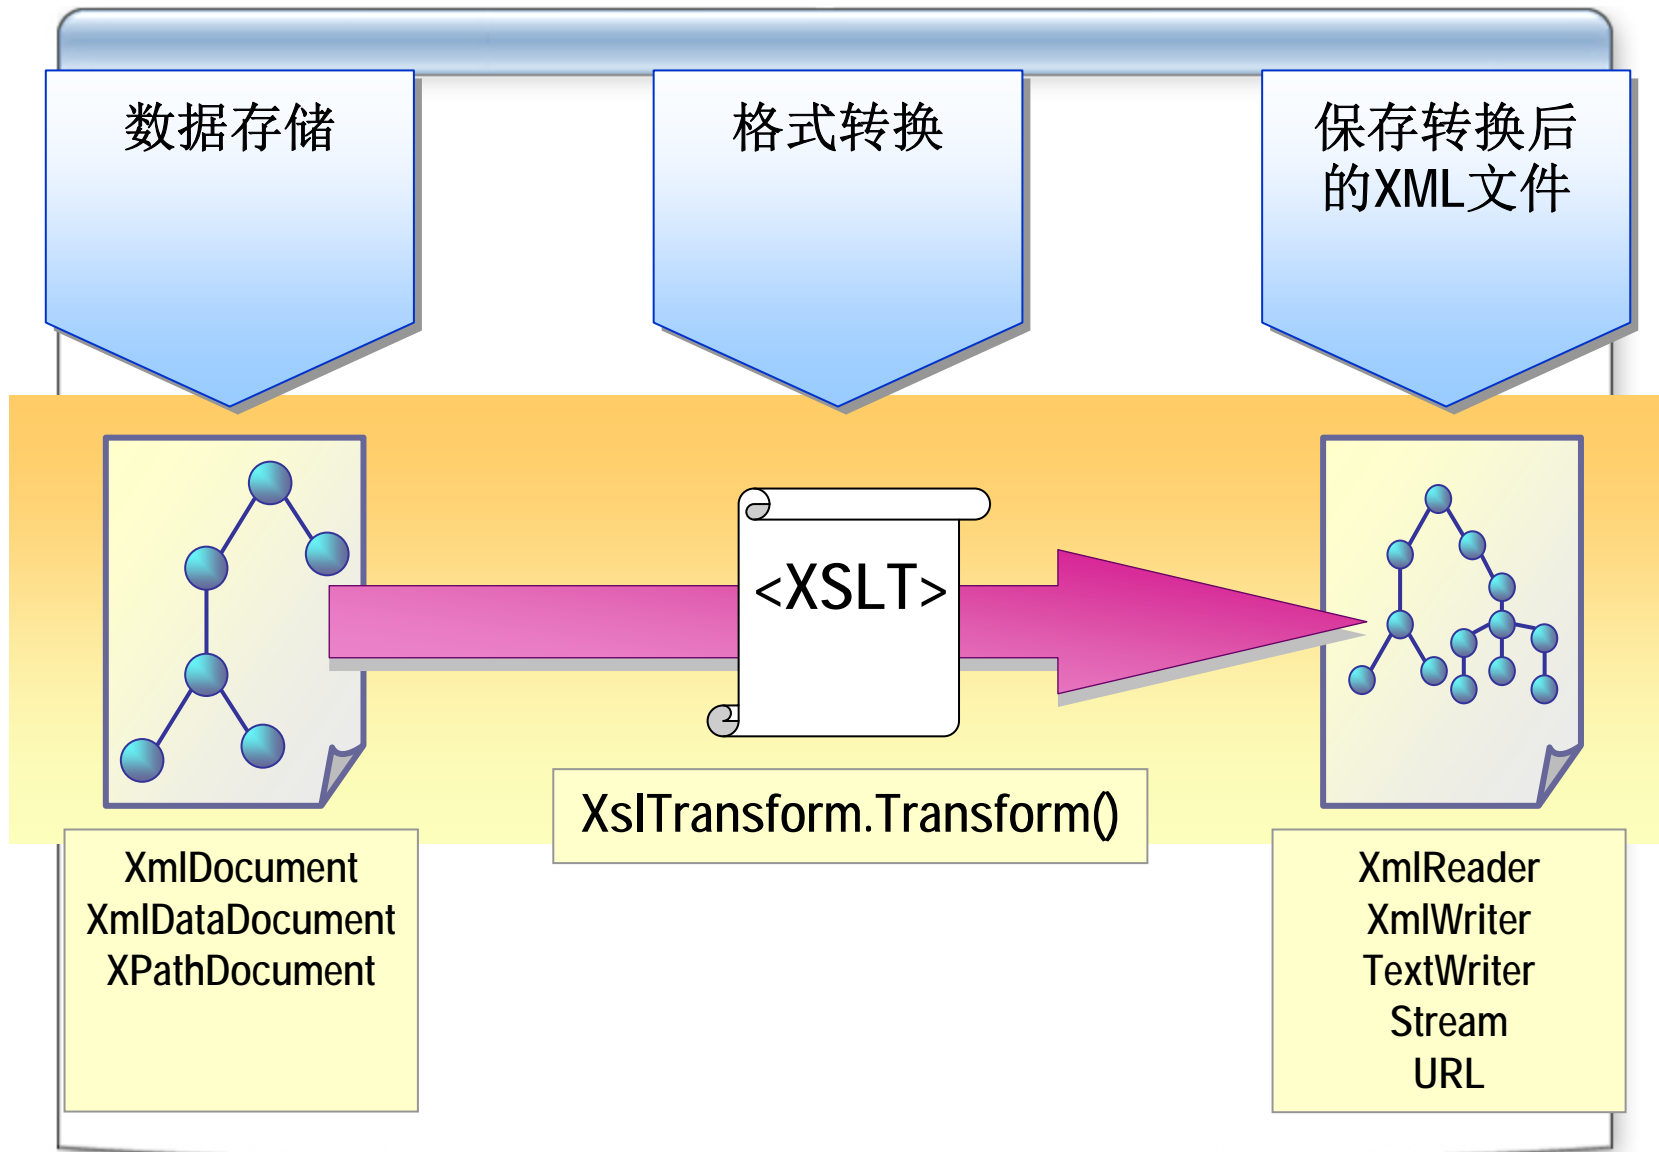 数据存储
格式转换
保存转换后
的XML文件
<XSLT>
XslTransform.Transform()
XmlDocument
XmlDataDocument
XPathDocument
XmlReader
XmlWriter
TextWriter
Stream
URL